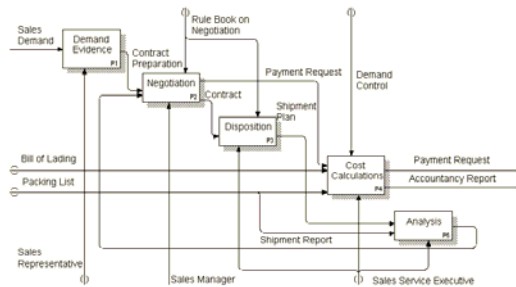 Sales
Demand
Demand
Evidence
P1
Contract
Preparation
Rule Book on
Negotiation
Negotiation
P2
Payment Request
Demand
Control
Contract
Shipment
Plan
Disposition
P3
Bill of Lading
Packing List
Cost
Calculations
P4
Payment Request
Accountancy Report
Analysis
P5
Shipment Report
Sales
Representative
Sales Manager
Sales Service Executive